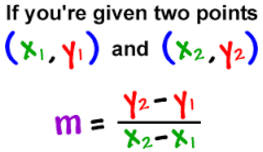 If you're given two points
(x₁, y₁) and (x₂, y₂)
m = y₂ - y₁ / x₂ - x₁